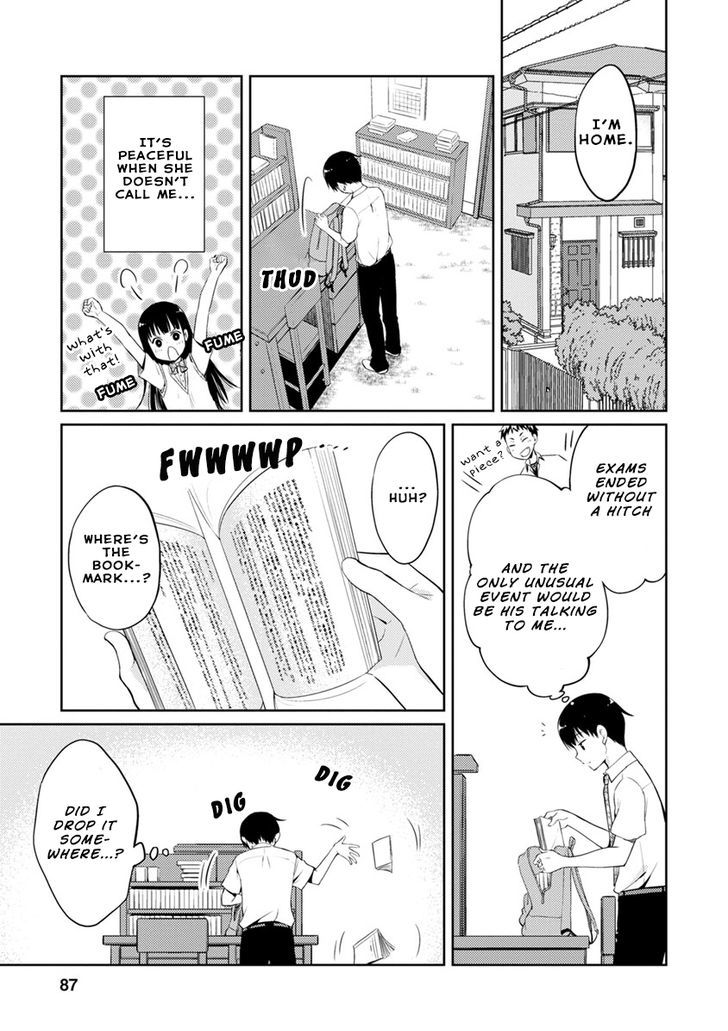 I'M
HOME.
THUD
IT'S
PEACEFUL
WHEN SHE
DOESN'T
CALL ME...
What's
with
that!
FUME
FUME
want a
piece?
EXAMS
ENDED
WITHOUT
A HITCH
AND THE
ONLY UNUSUAL
EVENT WOULD
BE HIS TALKING
TO ME...
FWWWWP...
...
HUH?
WHERE'S
THE
BOOK-
MARK...?
DIG
DIG
DID I
DROP IT
SOME-
WHERE...?
87